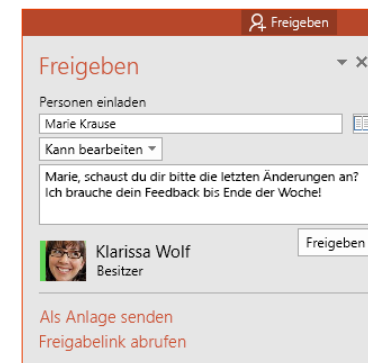 Freigeben
Freigeben
Personen einladen
Marie Krause
Kann bearbeiten
Marie, schaust du dir bitte die letzten Änderungen an?
Ich brauche dein Feedback bis Ende der Woche!
Freigeben
Klarissa Wolf
Besitzer
Als Anlage senden
Freigabelink abrufen